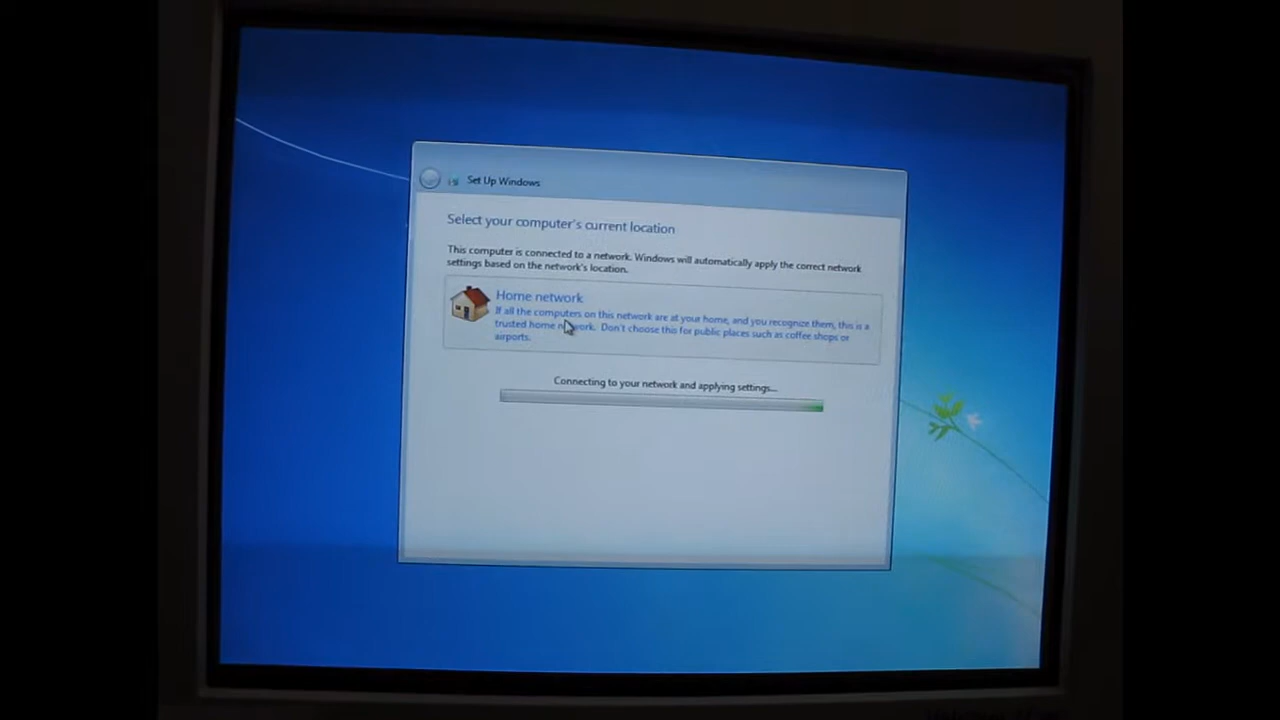 Set Up Windows
Select your computer's current location
This computer is connected to a network. Windows will automatically apply the correct network
settings based on the network's location.
Home network
If all the computers on this network are at your home, and you recognize them, this is a
trusted home network. Don't choose this for public places such as coffee shops or
airports.
Connecting to your network and applying settings...